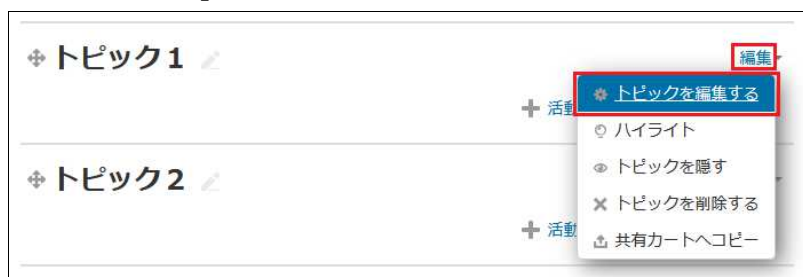 トピック1
編集
トピックを編集する
活動
ハイライト
トピックを隠す
トピック2
トピックを削除する
活動
共有カートへコピー